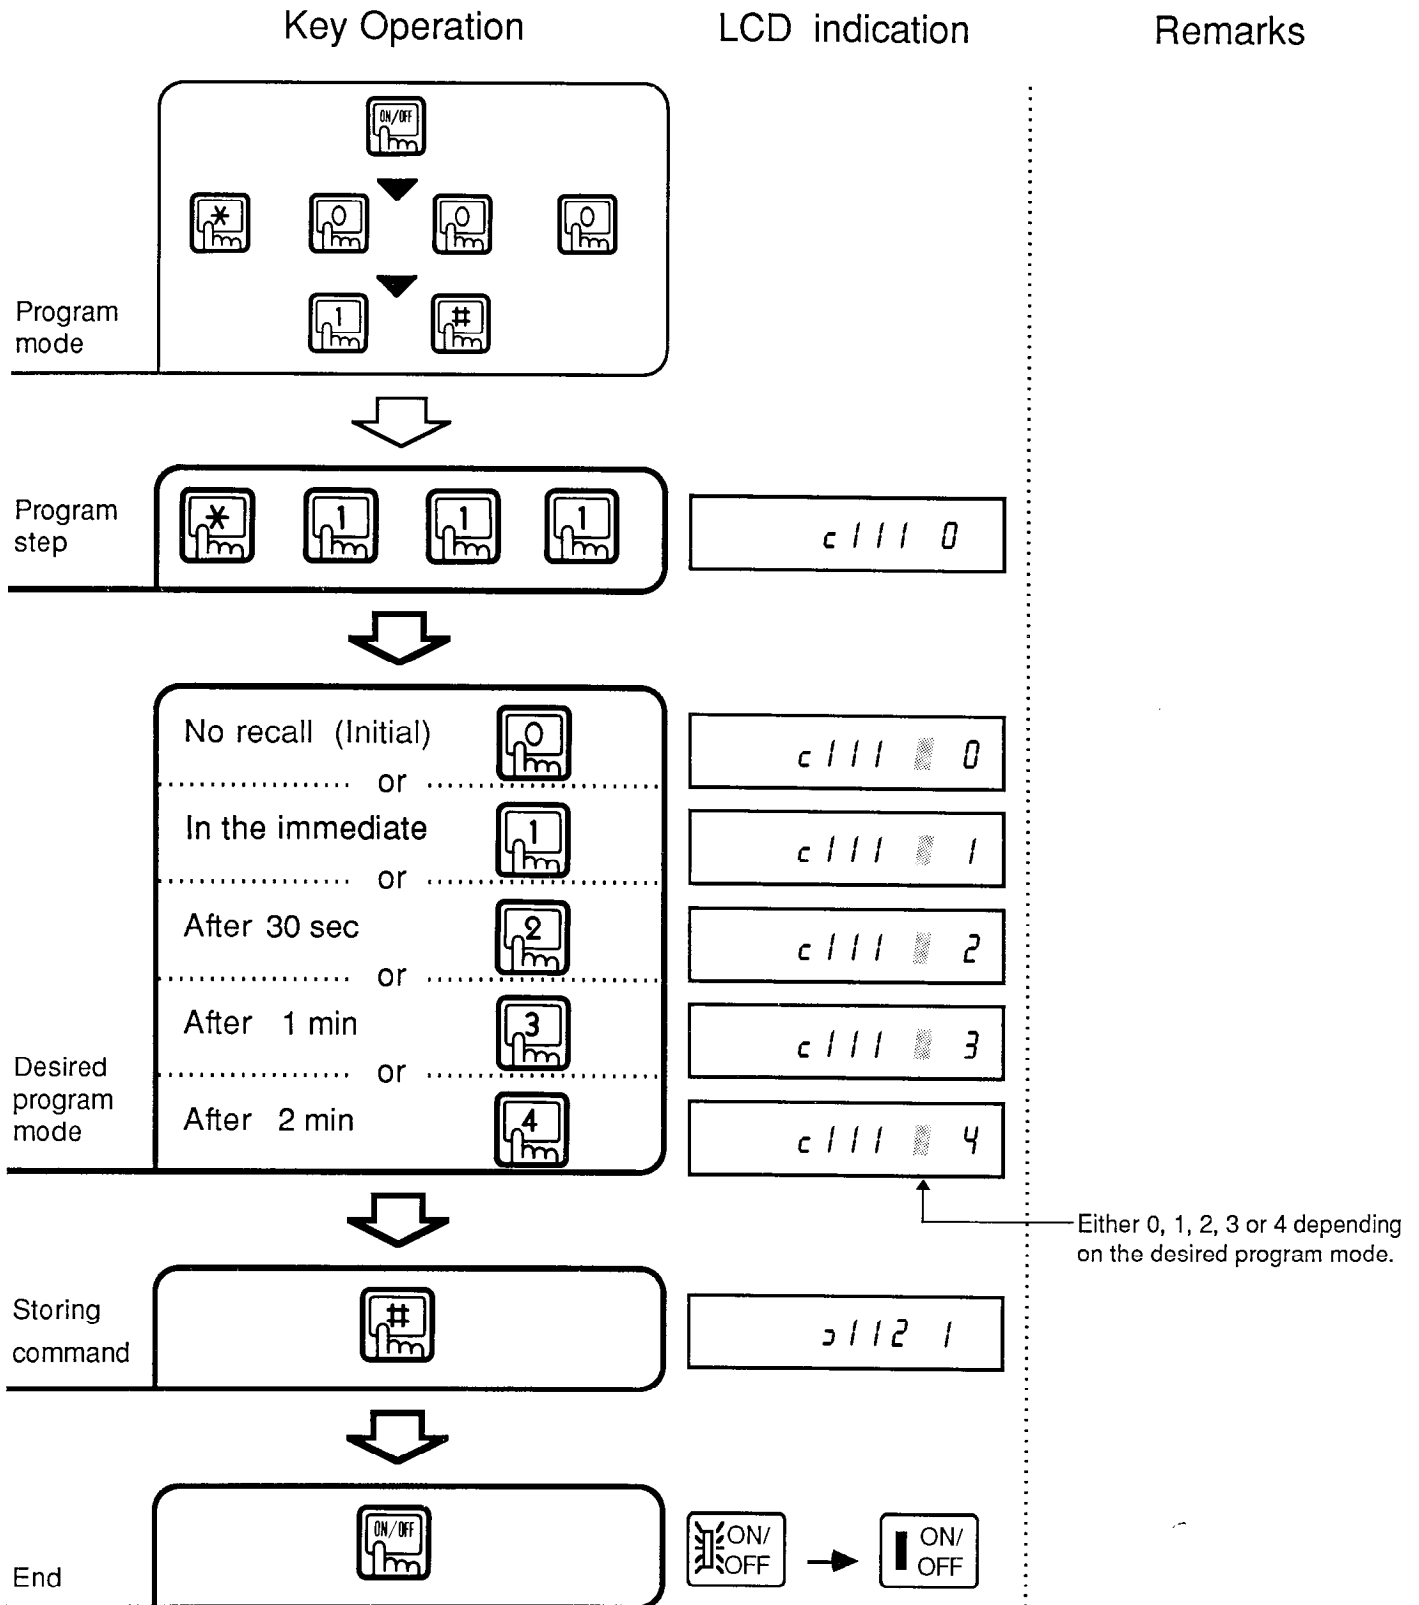 Key Operation LCD indication Remarks
ON/OFF
* 0 0 0
Program
mode
1 #
Program
step
* 1 1 1
c111 0
No recall (Initial) 0 c111 0
or
In the immediate 1 c111 1
or
After 30 sec 2 c111 2
or
After 1 min 3 c111 3
or
Desired
program
mode
After 2 min 4 c111 4
Either 0, 1, 2, 3 or 4 depending
on the desired program mode.
Storing
command
# ɔ112 1
End
ON/OFF
ON/
OFF
ON/
OFF